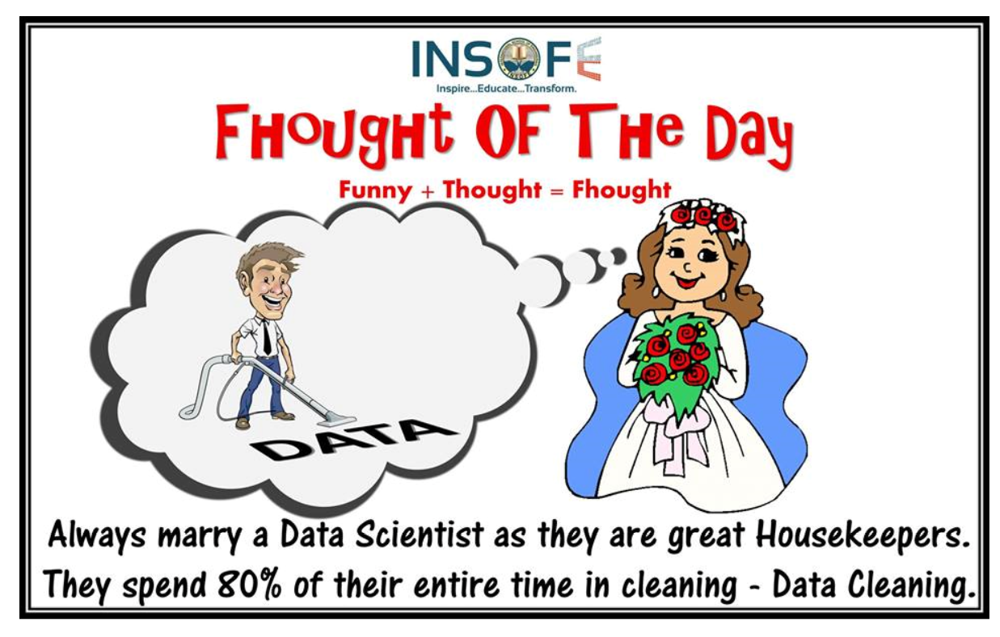 INSOFE
Inspire...Educate...Transform.
Fhought Of The Day
Funny + Thought = Fhought
DATA
Always marry a Data Scientist as they are great Housekeepers.
They spend 80% of their entire time in cleaning - Data Cleaning.